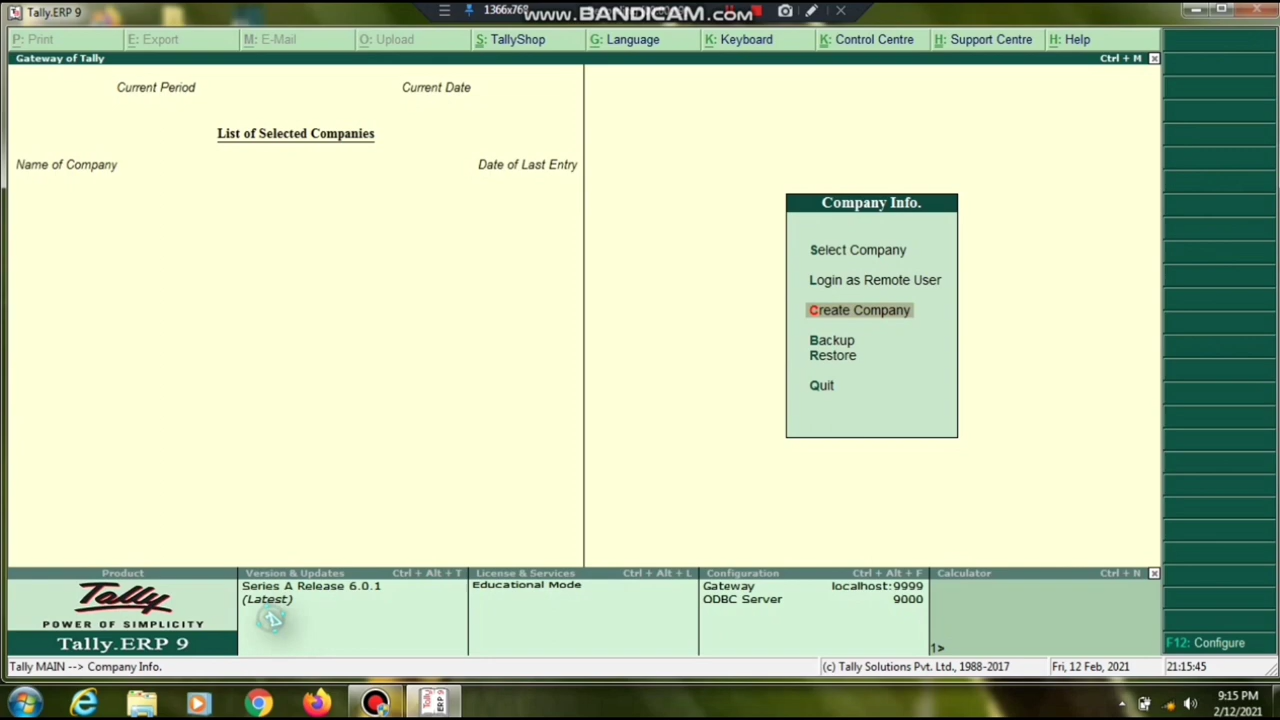 Tally.ERP 9
1366x768
www.BANDICAM.com
P: Print
E: Export
M: E-Mail
O: Upload
S: TallyShop
G: Language
K: Keyboard
K: Control Centre
H: Support Centre
H: Help
Gateway of Tally
Ctrl + M
Current Period
Current Date
List of Selected Companies
Name of Company
Date of Last Entry
Company Info.
Select Company
Login as Remote User
Create Company
Backup
Restore
Quit
Product
Tally
POWER OF SIMPLICITY
Tally.ERP 9
Version & Updates
Ctrl + Alt + T
Series A Release 6.0.1
(Latest)
License & Services
Ctrl + Alt + L
Educational Mode
Configuration
Ctrl + Alt + F
Gateway
localhost:9999
ODBC Server
9000
Calculator
Ctrl + N
1>
F12: Configure
Tally MAIN --> Company Info.
(c) Tally Solutions Pvt. Ltd., 1988-2017
Fri, 12 Feb, 2021
21:15:45
Tally
ERP 9
9:15 PM
2/12/2021